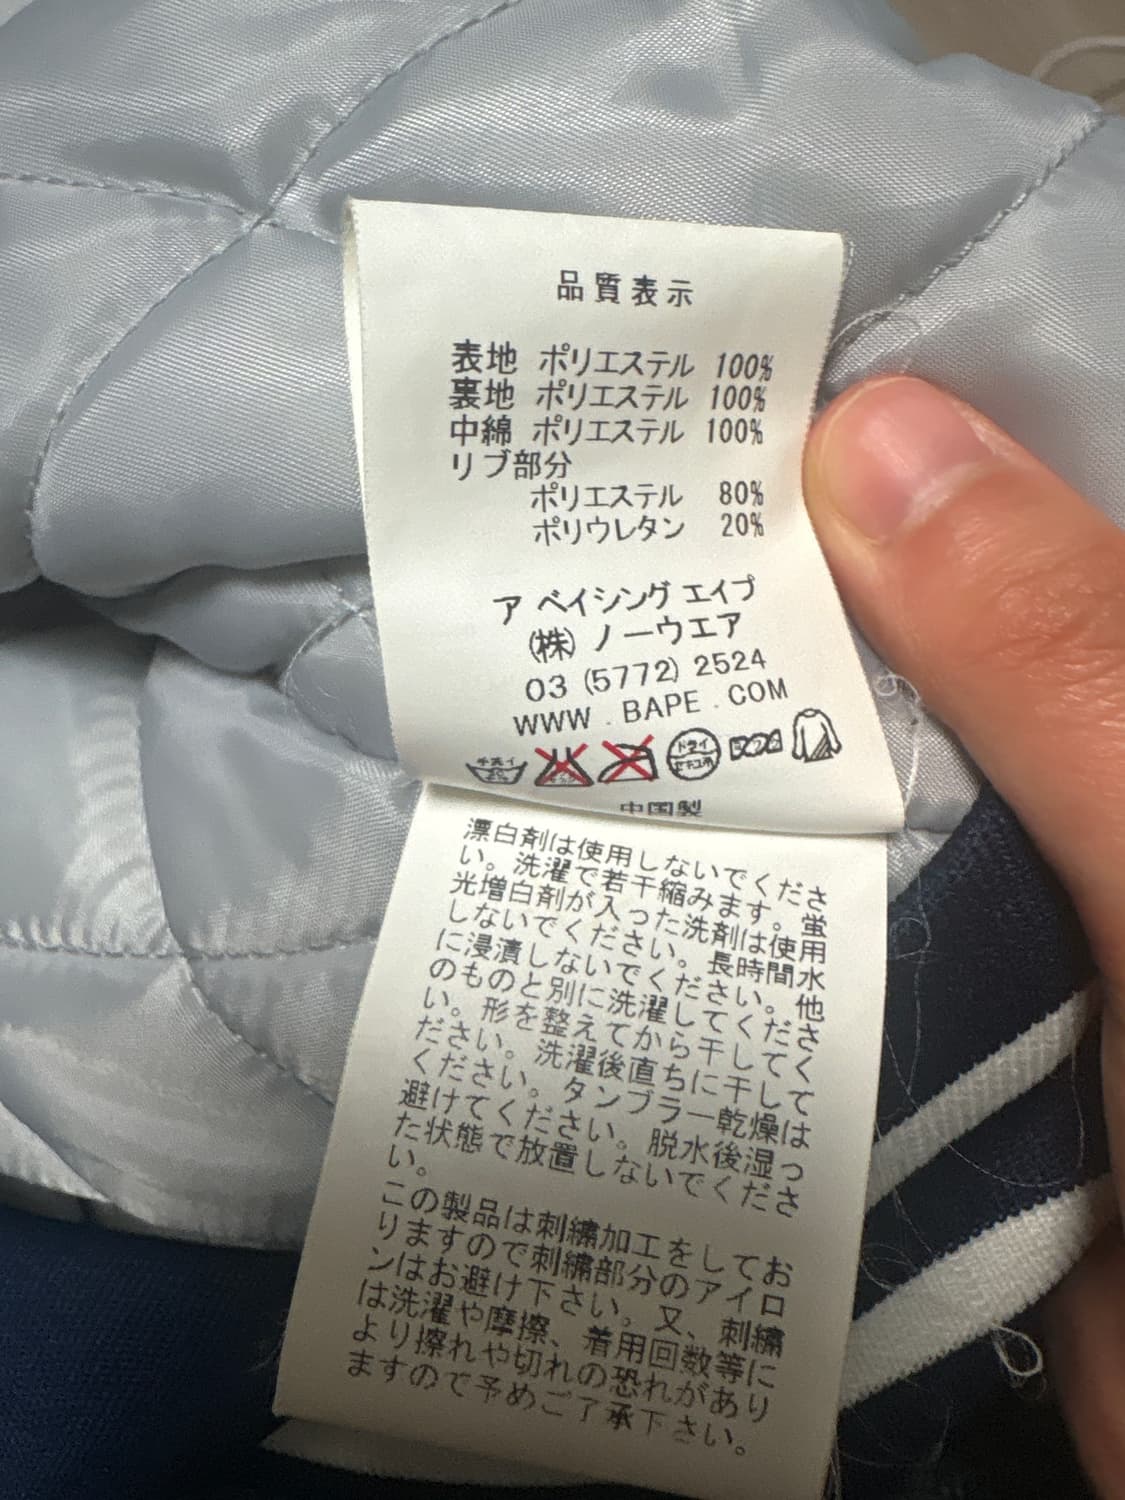 品質表示
表地 ポリエステル 100%
裏地 ポリエステル 100%
中綿 ポリエステル 100%
リブ部分
ポリエステル 80%
ポリウレタン 20%
ア ベイシング エイプ
(株) ノーウエア
03 (5772) 2524
WWW . BAPE . COM
手洗イ
ドライ
セキユ系
中国製
漂白剤は使用しないでくださ
い。洗濯で若干縮みます。蛍
光増白剤が入った洗剤は使用
しないでください。長時間水
に浸漬しないでください。他
のものと別に洗濯してくださ
い。形を整えてから干して
ください。洗濯後直ちに干して
ください。タンブラー乾燥は
避けてください。脱水後湿っ
た状態で放置しないでくださ
い。
この製品は刺繍加工をしてお
りますので刺繍部分のアイロ
ンはお避け下さい。又、刺繍
は洗濯や摩擦、着用回数等に
より擦れや切れの恐れがあり
ますので予めご了承下さい。